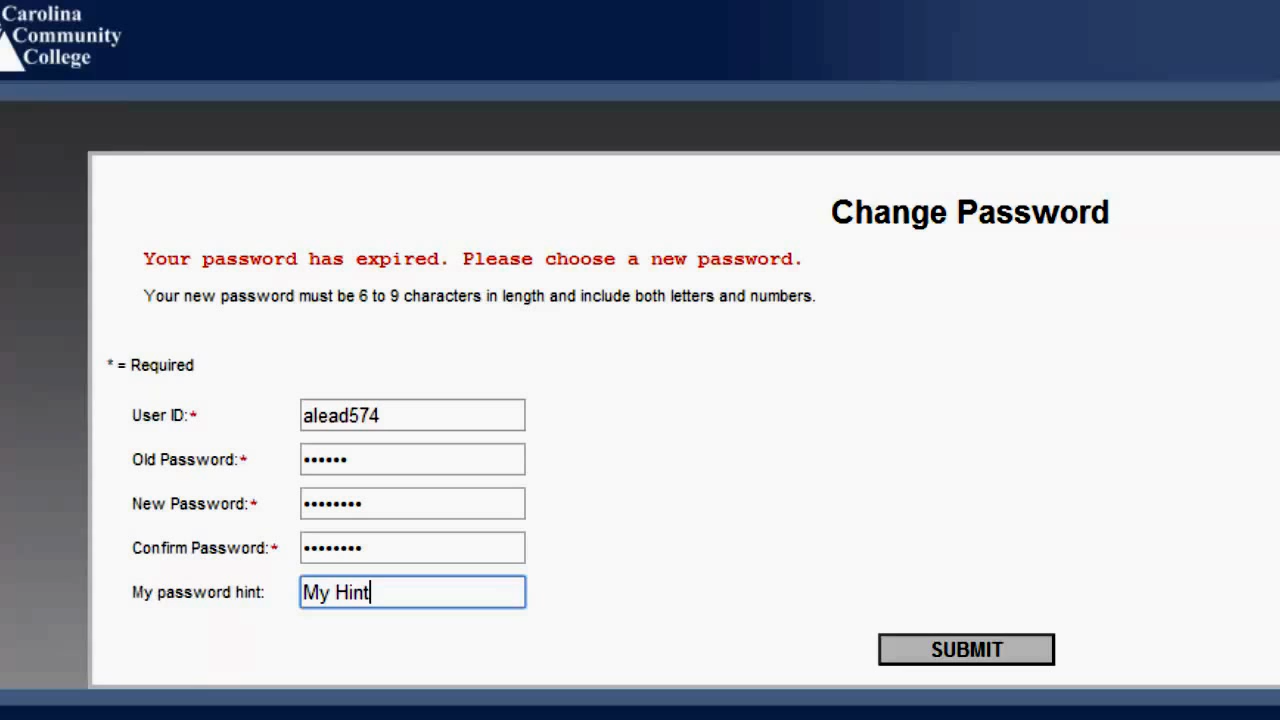 Carolina
Community
College
Change Password
Your password has expired. Please choose a new password.
Your new password must be 6 to 9 characters in length and include both letters and numbers.
* = Required
User ID:* alead574
Old Password:* ••••••
New Password:* ••••••••
Confirm Password:* ••••••••
My password hint: My Hint
SUBMIT